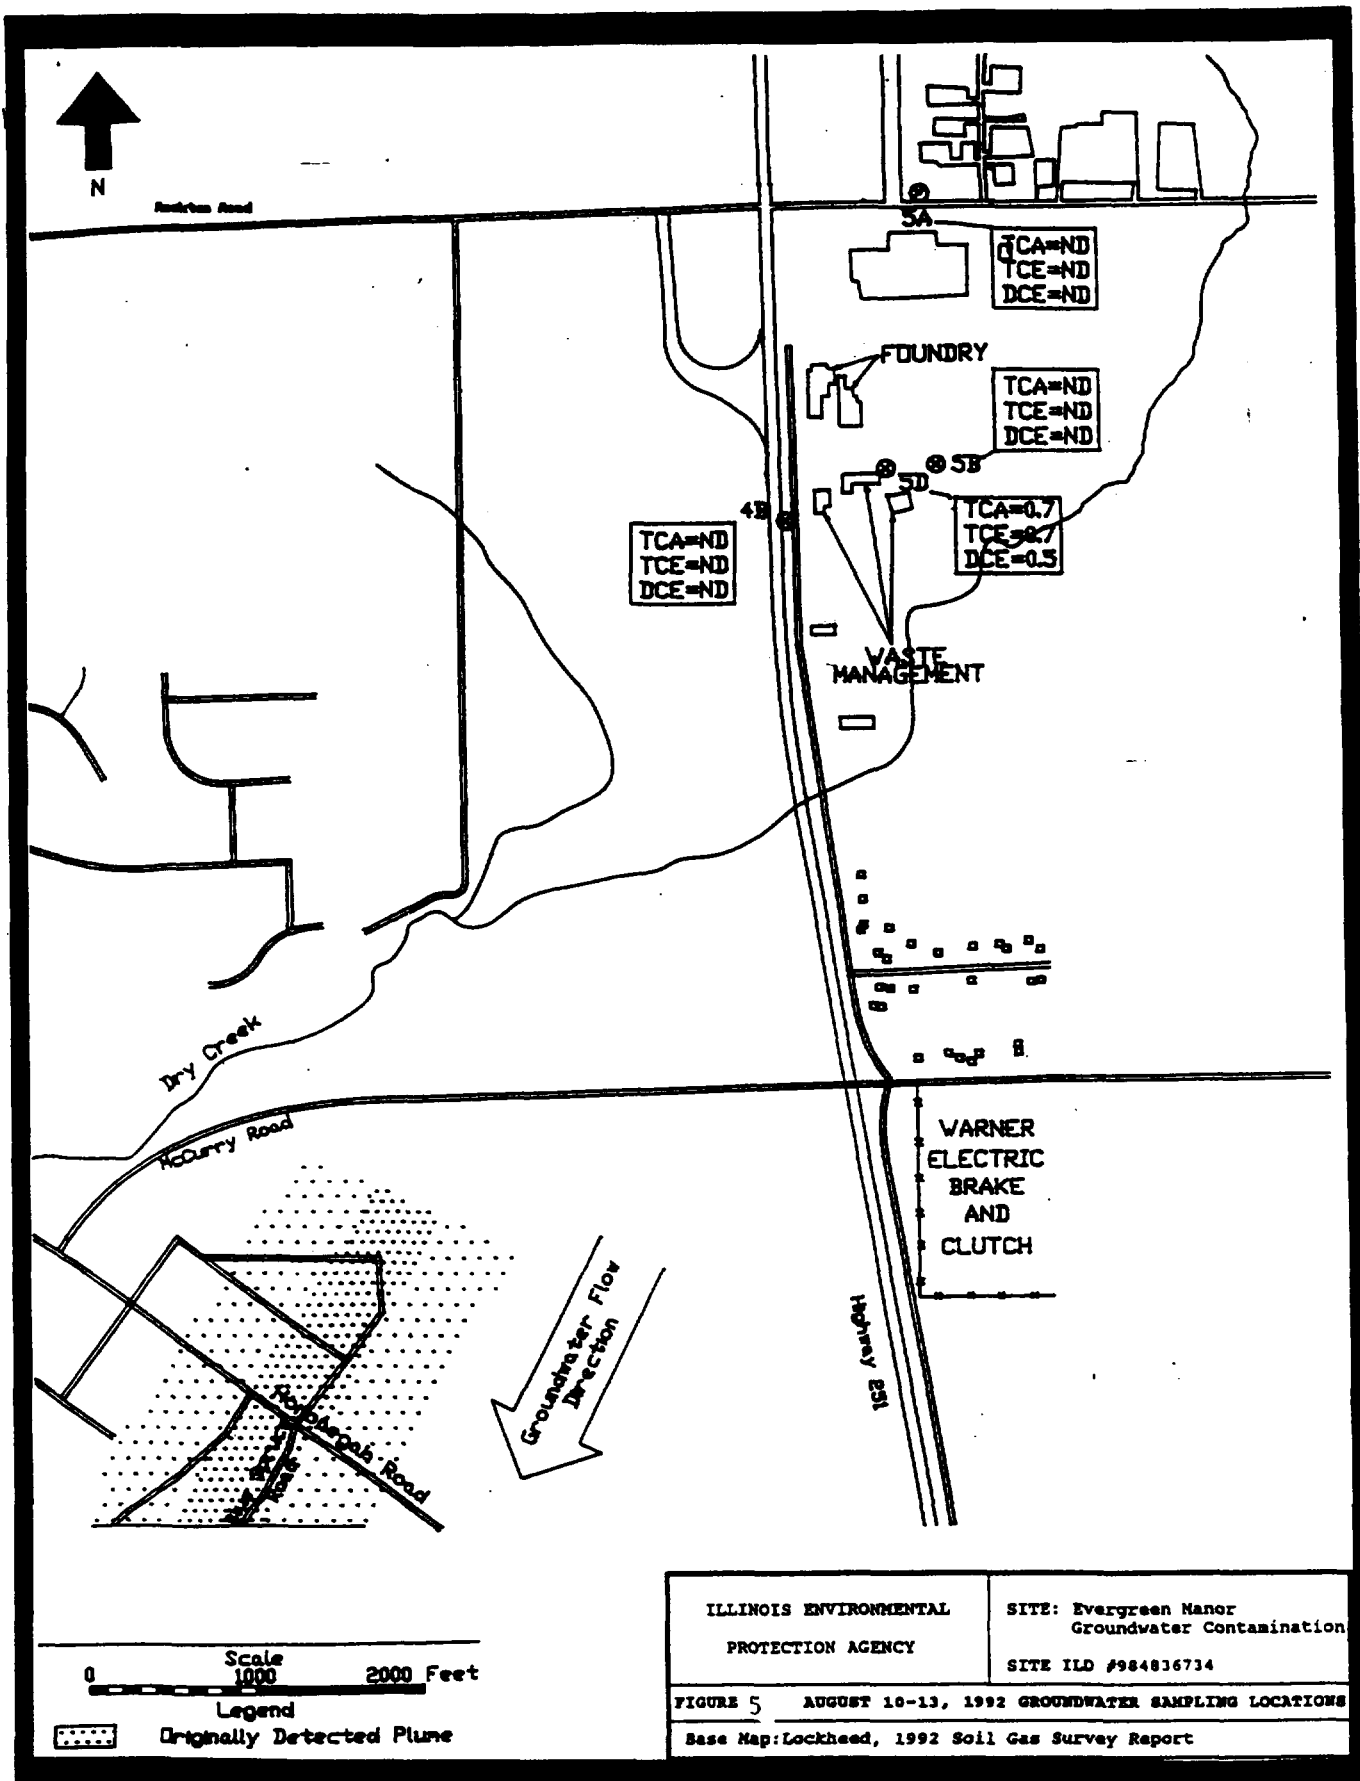 N
Rockton Road
5A
TCA=ND
TCE=ND
DCE=ND
FOUNDRY
TCA=ND
TCE=ND
DCE=ND
5B
5D
4B
TCA=0.7
TCE=0.7
DCE=0.5
TCA=ND
TCE=ND
DCE=ND
WASTE
MANAGEMENT
Dry Creek
McCurry Road
WARNER
ELECTRIC
BRAKE
AND
CLUTCH
Groundwater Flow
Direction
Highway 251
Hononegah Road
Road
ILLINOIS ENVIRONMENTAL
PROTECTION AGENCY
SITE: Evergreen Manor
Groundwater Contamination
SITE ILD #984836734
FIGURE 5 AUGUST 10-13, 1992 GROUNDWATER SAMPLING LOCATIONS
Base Map:Lockheed, 1992 Soil Gas Survey Report
Scale
0 1000 2000 Feet
Legend
Originally Detected Plume